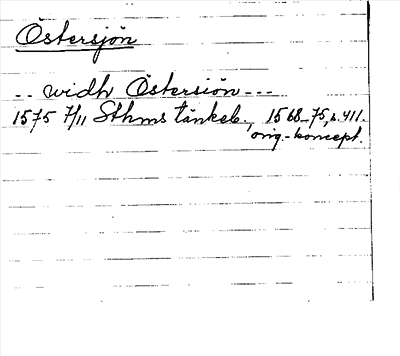 Östersjön
-- widh Östersiön ---
1575 7/11 Sthms tänkeb., 1568-75, s. 411.
orig.-koncept.